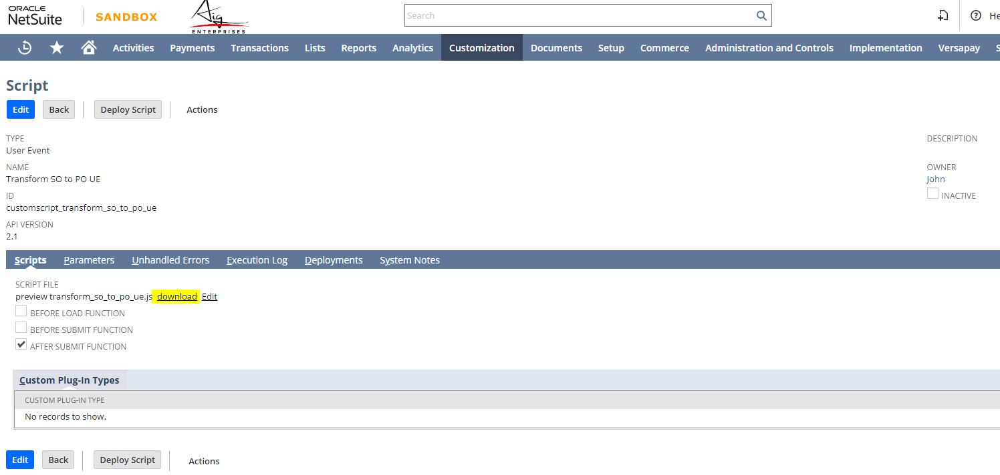 ORACLE
NetSuite
SANDBOX
Aig
ENTERPRISES
Search
Activities Payments Transactions Lists Reports Analytics Customization Documents Setup Commerce Administration and Controls Implementation Versapay S
Script
Edit Back Deploy Script Actions
TYPE
User Event
NAME
Transform SO to PO UE
ID
customscript_transform_so_to_po_ue
API VERSION
2.1
DESCRIPTION
OWNER
John
INACTIVE
Scripts Parameters Unhandled Errors Execution Log Deployments System Notes
SCRIPT FILE
preview transform_so_to_po_ue.js download Edit
BEFORE LOAD FUNCTION
BEFORE SUBMIT FUNCTION
AFTER SUBMIT FUNCTION
Custom Plug-In Types
CUSTOM PLUG-IN TYPE
No records to show.
Edit Back Deploy Script Actions